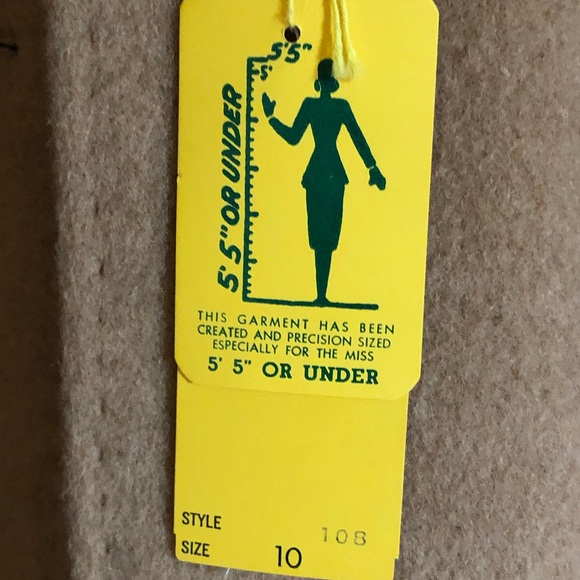 5'5"
5'
5' 5" OR UNDER
THIS GARMENT HAS BEEN
CREATED AND PRECISION SIZED
ESPECIALLY FOR THE MISS
5' 5" OR UNDER
STYLE 108
SIZE 10